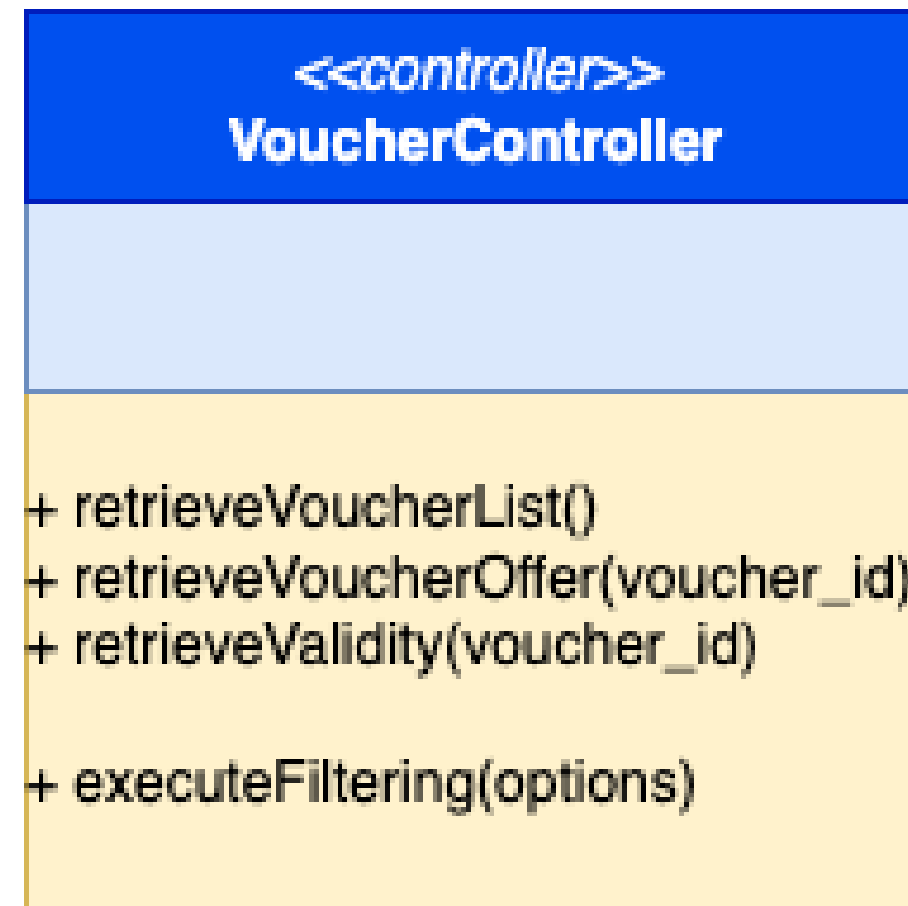 <<controller>>
VoucherController
+ retrieveVoucherList()
+ retrieveVoucherOffer(voucher_id)
+ retrieveValidity(voucher_id)
+ executeFiltering(options)